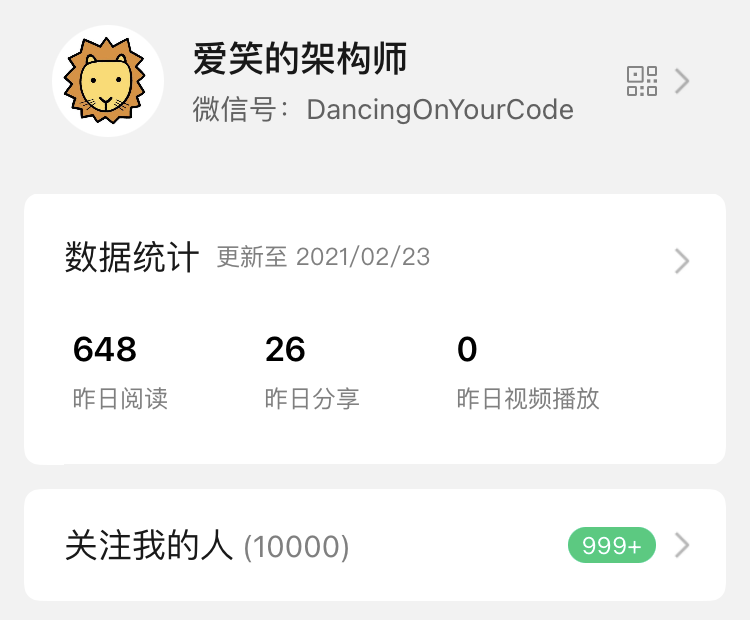 爱笑的架构师
微信号：DancingOnYourCode
数据统计 更新至 2021/02/23
648 26 0
昨日阅读 昨日分享 昨日视频播放
关注我的人 (10000) 999+